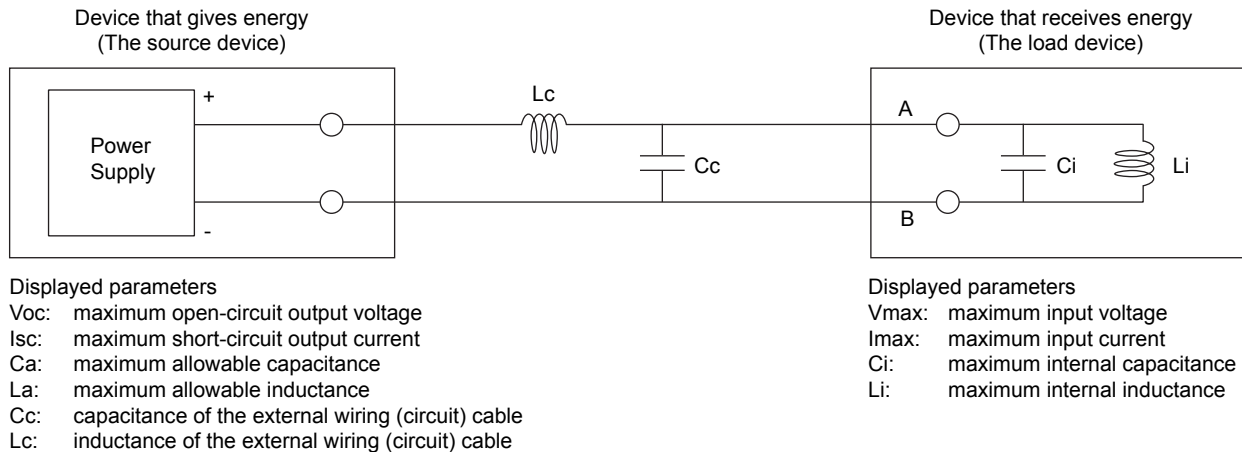 Device that gives energy
(The source device)
Device that receives energy
(The load device)
Power
Supply
+
-
Lc
Cc
A
B
Ci
Li
Displayed parameters
Voc: maximum open-circuit output voltage
Isc: maximum short-circuit output current
Ca: maximum allowable capacitance
La: maximum allowable inductance
Cc: capacitance of the external wiring (circuit) cable
Lc: inductance of the external wiring (circuit) cable
Displayed parameters
Vmax: maximum input voltage
Imax: maximum input current
Ci: maximum internal capacitance
Li: maximum internal inductance